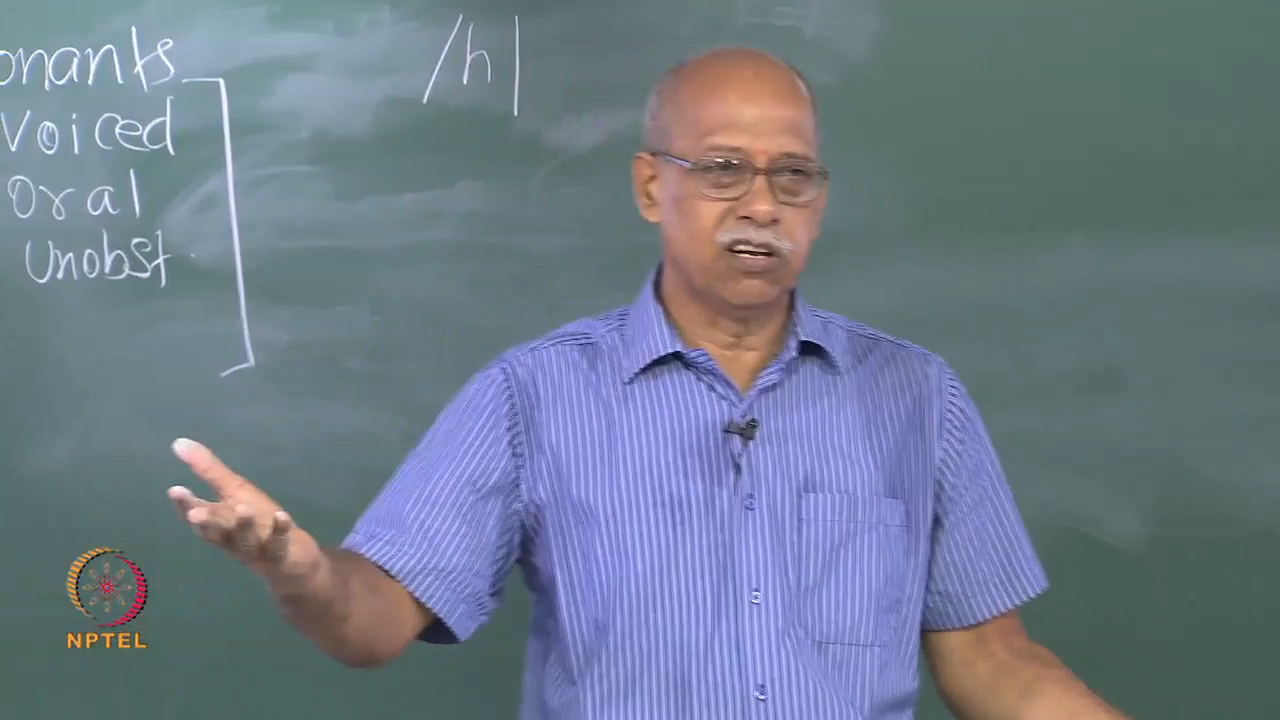 onants
Voiced
Oral
Unobst
/h/
NPTEL